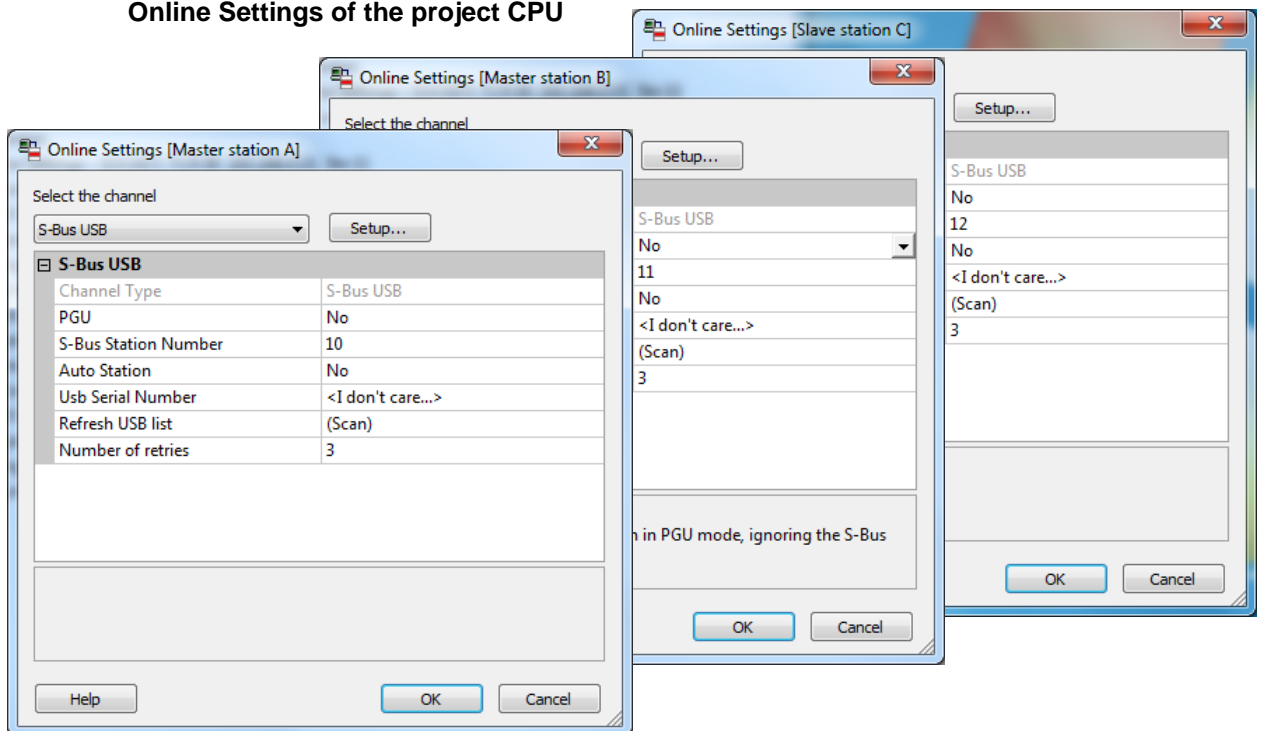 Online Settings of the project CPU
Online Settings [Slave station C]
Setup...
S-Bus USB
No
12
No
<I don't care...>
(Scan)
3
OK Cancel
Online Settings [Master station B]
Select the channel
Setup...
S-Bus USB
No
11
No
<I don't care...>
(Scan)
3
in PGU mode, ignoring the S-Bus
OK Cancel
Online Settings [Master station A]
Select the channel
S-Bus USB Setup...
S-Bus USB
Channel Type S-Bus USB
PGU No
S-Bus Station Number 10
Auto Station No
Usb Serial Number <I don't care...>
Refresh USB list (Scan)
Number of retries 3
Help OK Cancel